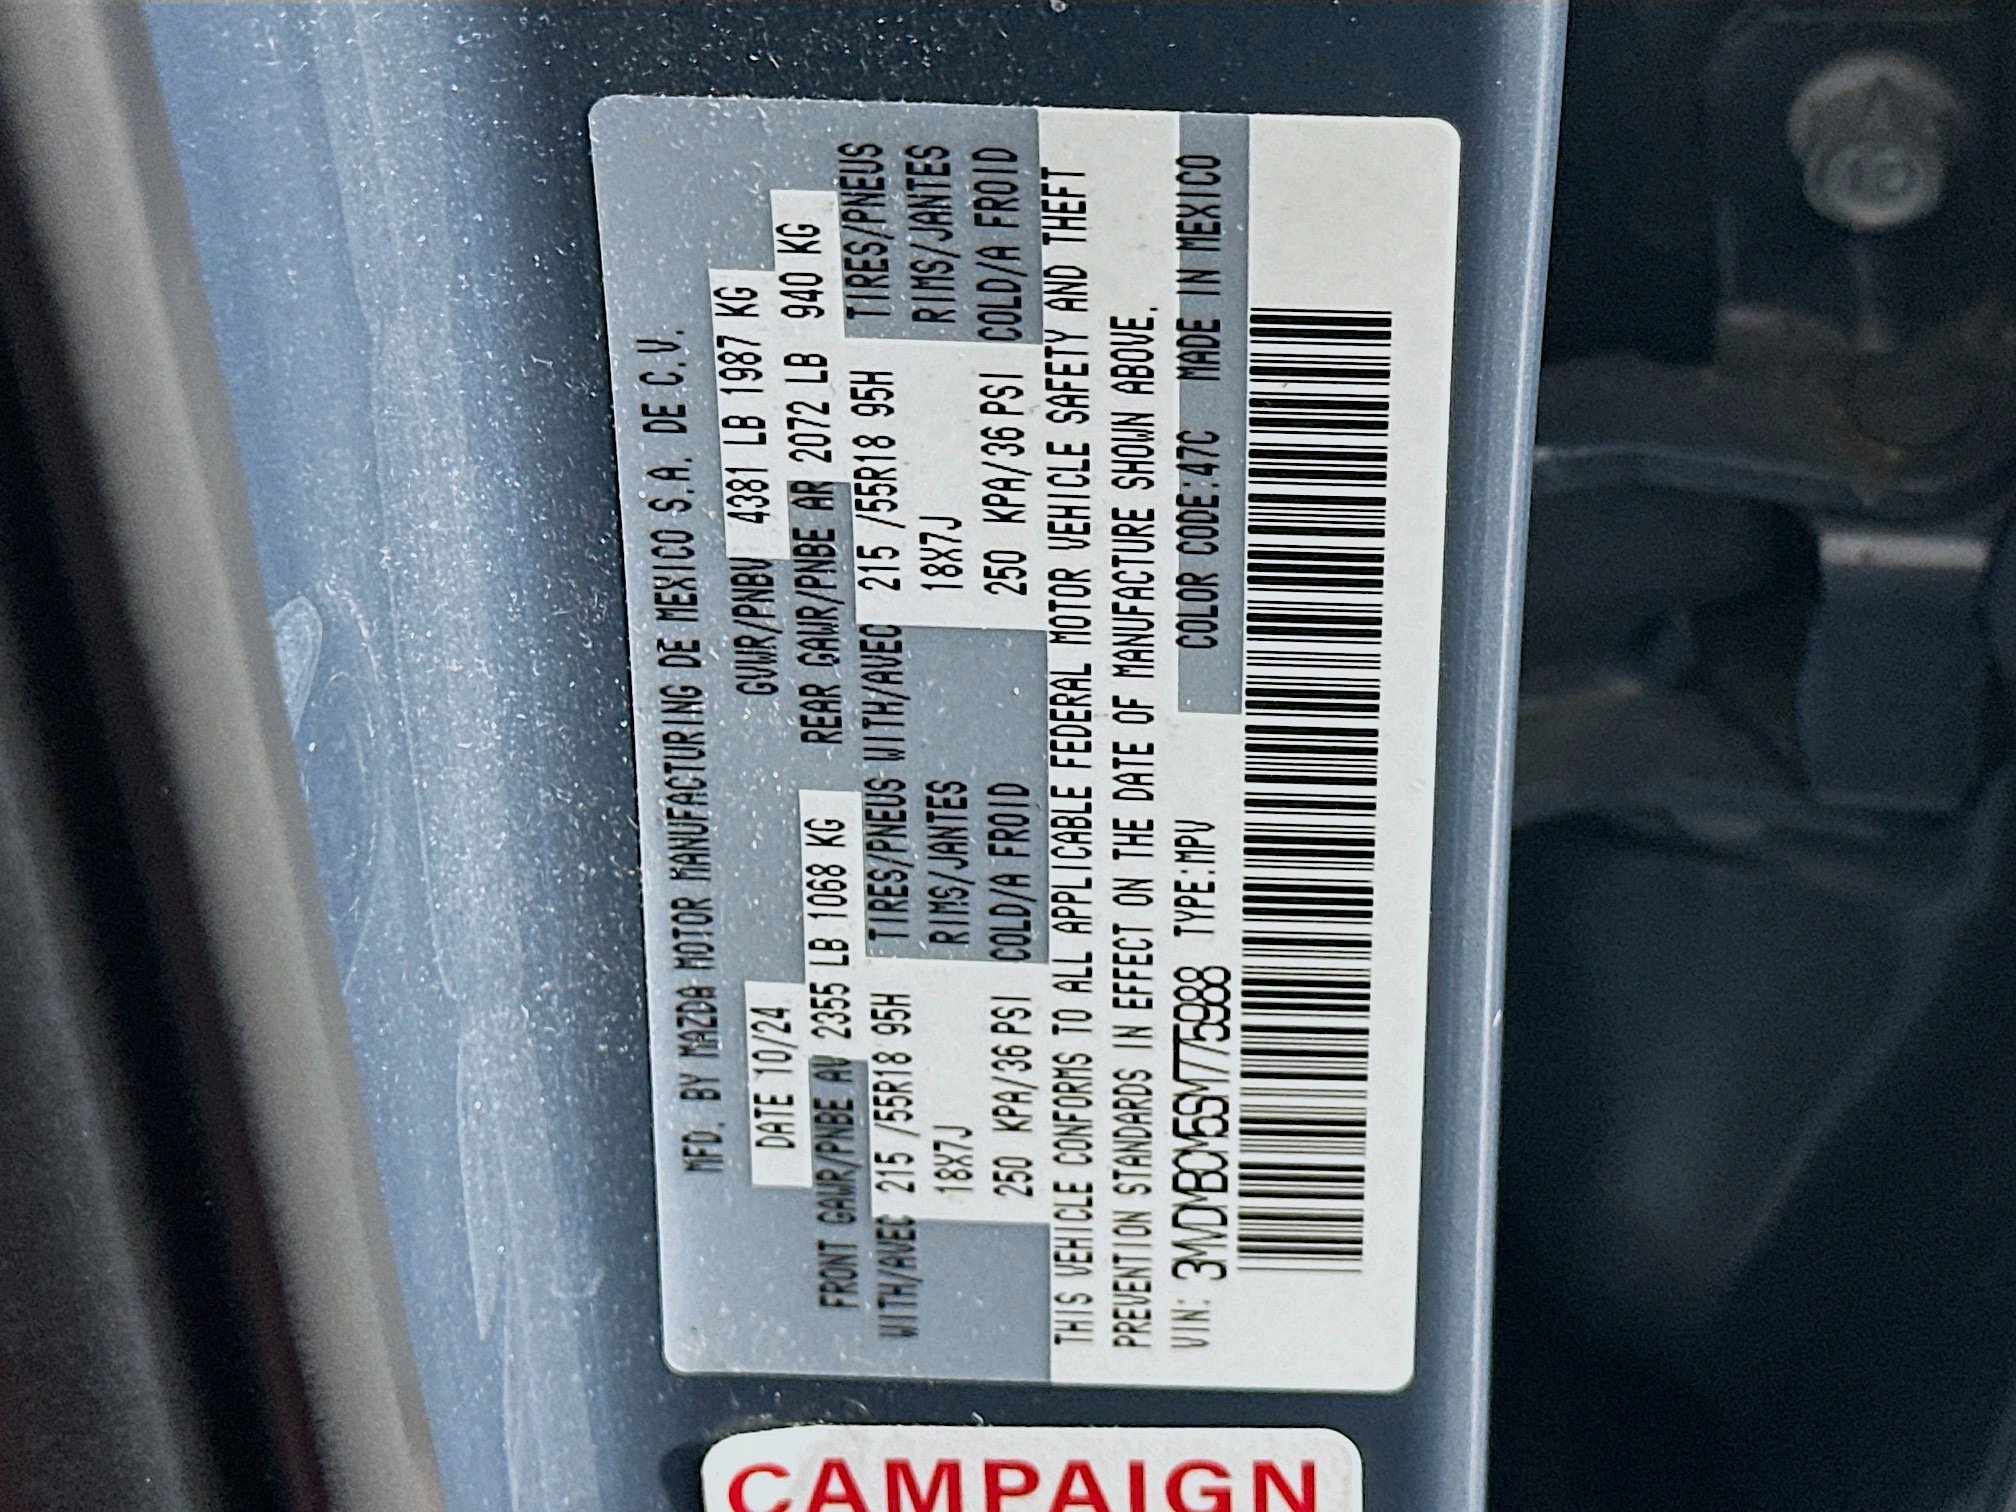 MFD. BY MAZDA MOTOR MANUFACTURING DE MEXICO S.A. DE C.V.
DATE 10/24 GVWR/PNBV 4381 LB 1987 KG
FRONT GAWR/PNBE AV 2355 LB 1068 KG REAR GAWR/PNBE AR 2072 LB 940 KG
WITH/AVEC 215 /55R18 95H TIRES/PNEUS WITH/AVEC 215 /55R18 95H TIRES/PNEUS
18X7J RIMS/JANTES 18X7J RIMS/JANTES
250 KPA/36 PSI COLD/A FROID 250 KPA/36 PSI COLD/A FROID
THIS VEHICLE CONFORMS TO ALL APPLICABLE FEDERAL MOTOR VEHICLE SAFETY AND THEFT
PREVENTION STANDARDS IN EFFECT ON THE DATE OF MANUFACTURE SHOWN ABOVE.
VIN: 3MVDMBCM5SM775988 TYPE:MPV COLOR CODE:47C MADE IN MEXICO
CAMPAIGN